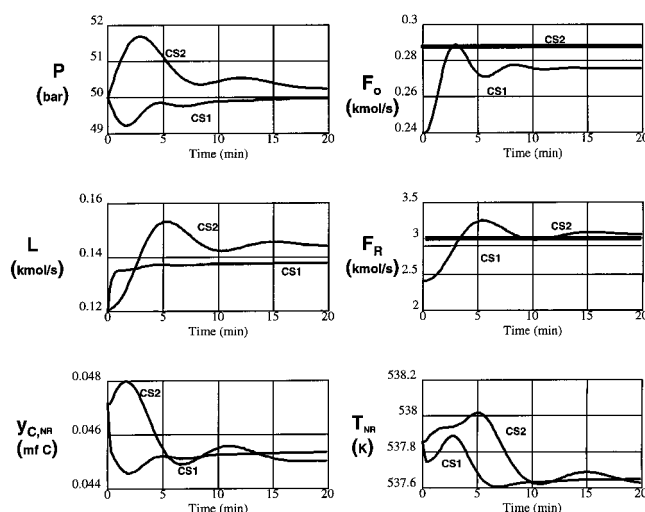 52
CS2
51
P
(bar)
50
49
CS1
0
5
10
15
20
Time (min)
0.3
CS2
0.28
F₀
(kmol/s)
0.26
CS1
0.24
0
5
10
15
20
Time (min)
0.16
CS2
L
0.14
(kmol/s)
CS1
0.12
0
5
10
15
20
Time (min)
3.5
CS2
F_R
3
(kmol/s)
CS1
2.5
2
0
5
10
15
20
Time (min)
0.048
CS2
y_C,NR
0.046
(mf C)
CS1
0.044
0
5
10
15
20
Time (min)
538.2
538
T_NR
CS2
(K)
537.8
CS1
537.6
0
5
10
15
20
Time (min)